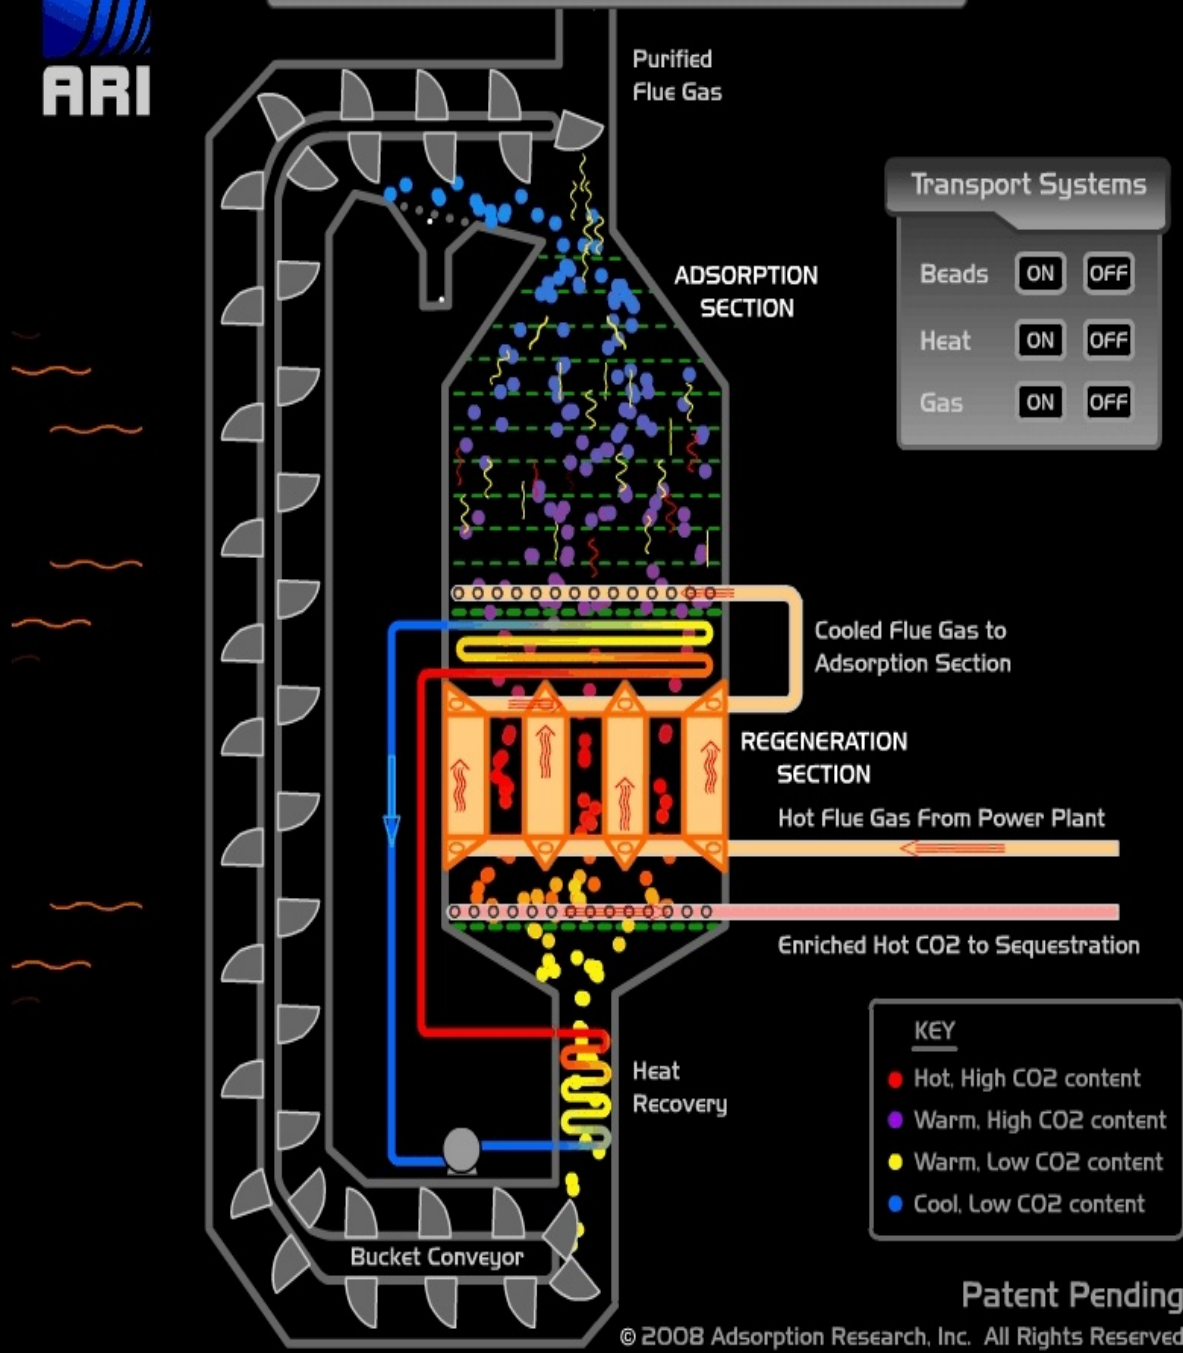 ARI
Purified
Flue Gas
Transport Systems
Beads ON OFF
Heat ON OFF
Gas ON OFF
ADSORPTION
SECTION
Cooled Flue Gas to
Adsorption Section
REGENERATION
SECTION
Hot Flue Gas From Power Plant
Enriched Hot CO2 to Sequestration
Heat
Recovery
KEY
Hot, High CO2 content
Warm, High CO2 content
Warm, Low CO2 content
Cool, Low CO2 content
Bucket Conveyor
Patent Pending
© 2008 Adsorption Research, Inc. All Rights Reserved